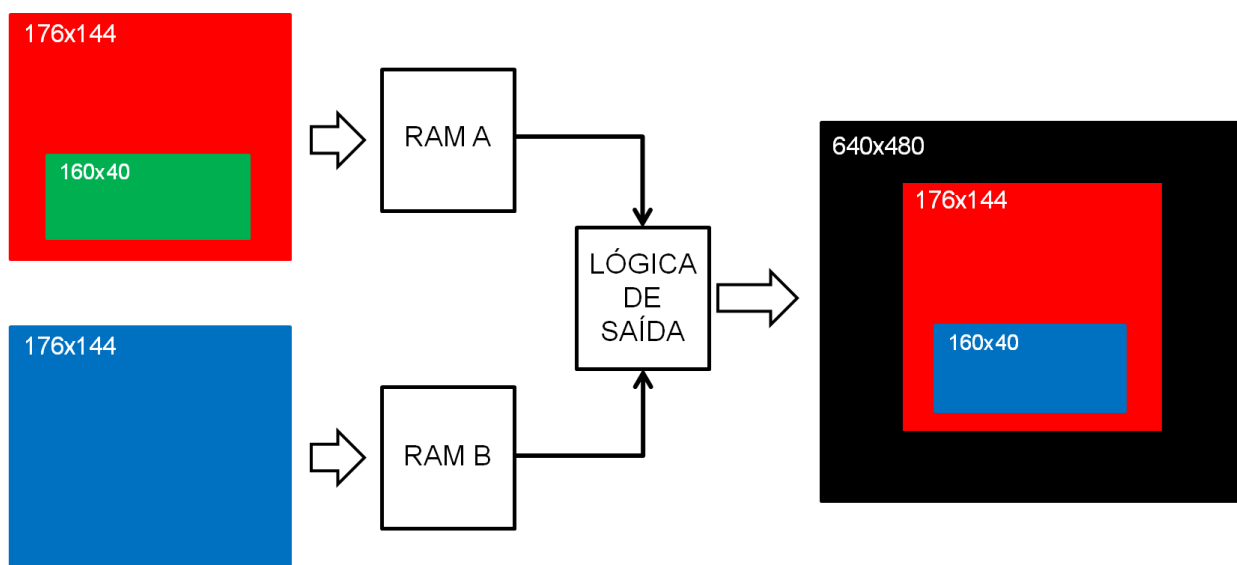 176x144
160x40
RAM A
176x144
RAM B
LÓGICA
DE
SAÍDA
640x480
176x144
160x40